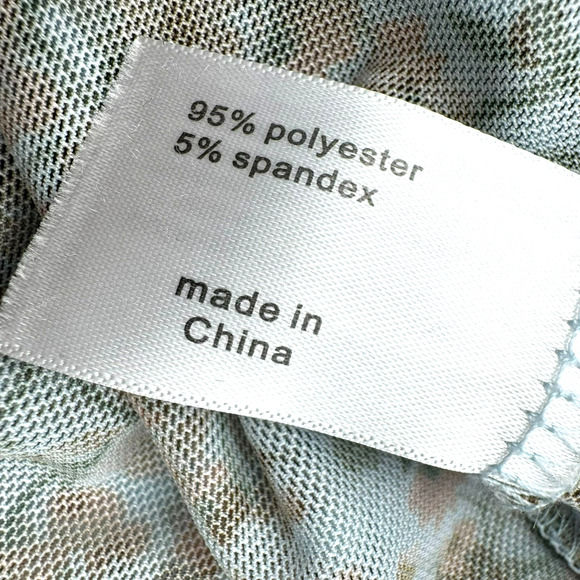 95% polyester
5% spandex
made in
China